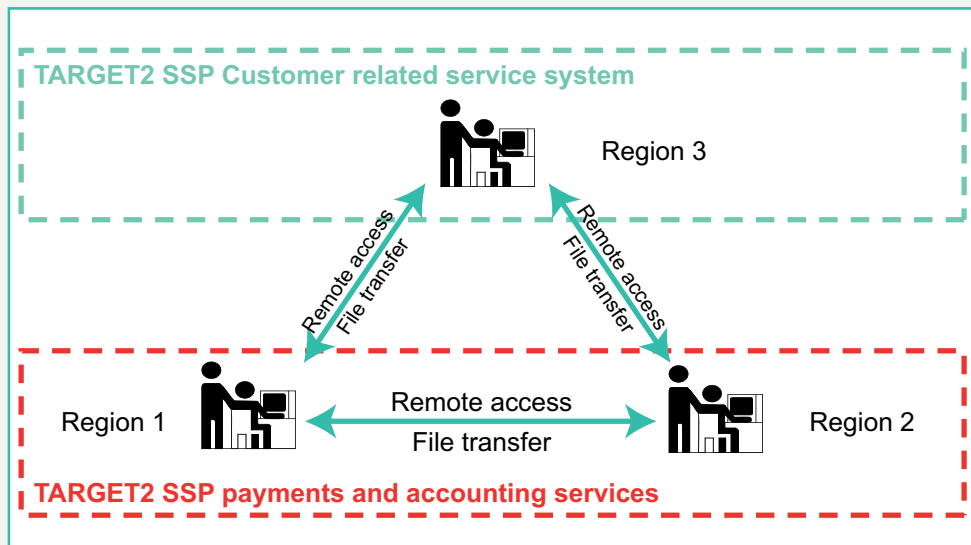 TARGET2 SSP Customer related service system
Region 3
Remote access
File transfer
Remote access
File transfer
Region 1
Remote access
File transfer
Region 2
TARGET2 SSP payments and accounting services